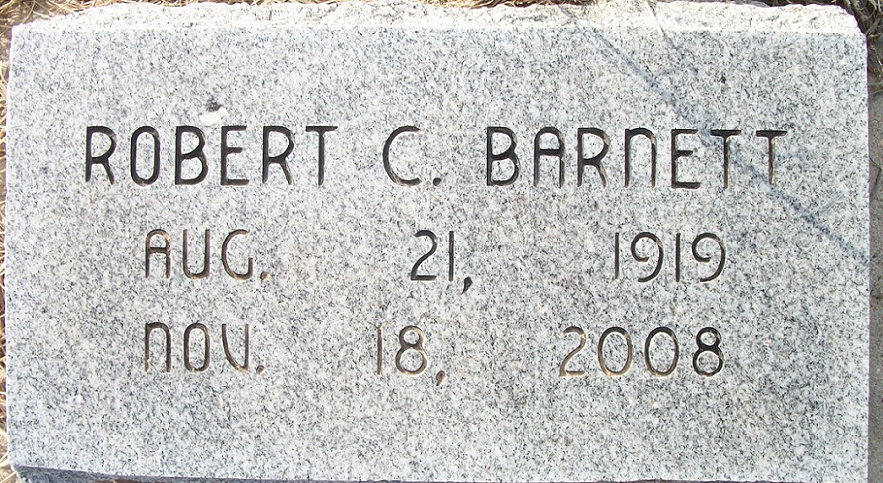 ROBERT C. BARNETT
AUG. 21, 1919
NOV. 18, 2008